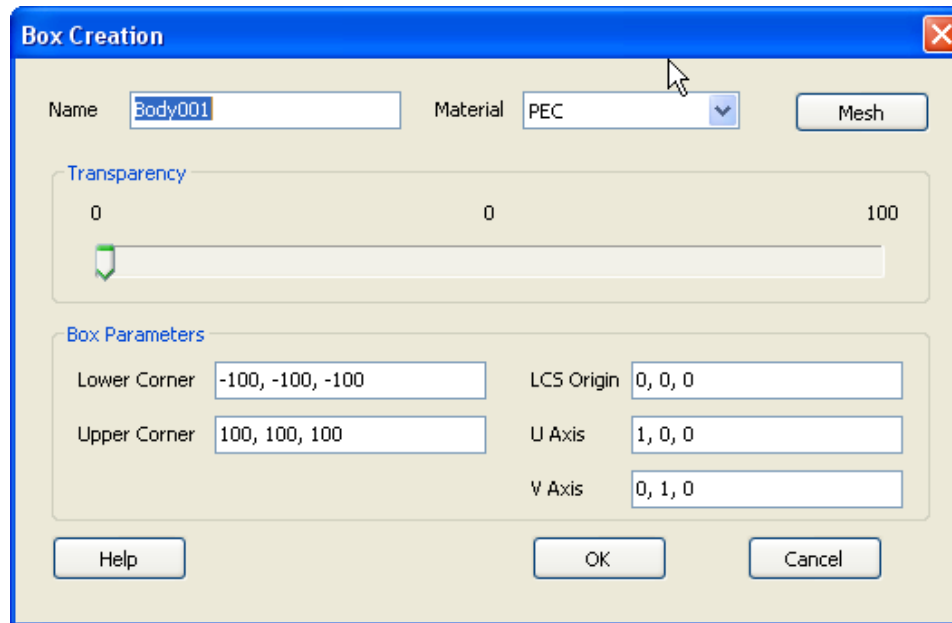 Box Creation
Name Body001 Material PEC Mesh
Transparency
0 0 100
Box Parameters
Lower Corner -100, -100, -100 LCS Origin 0, 0, 0
Upper Corner 100, 100, 100 U Axis 1, 0, 0
V Axis 0, 1, 0
Help OK Cancel